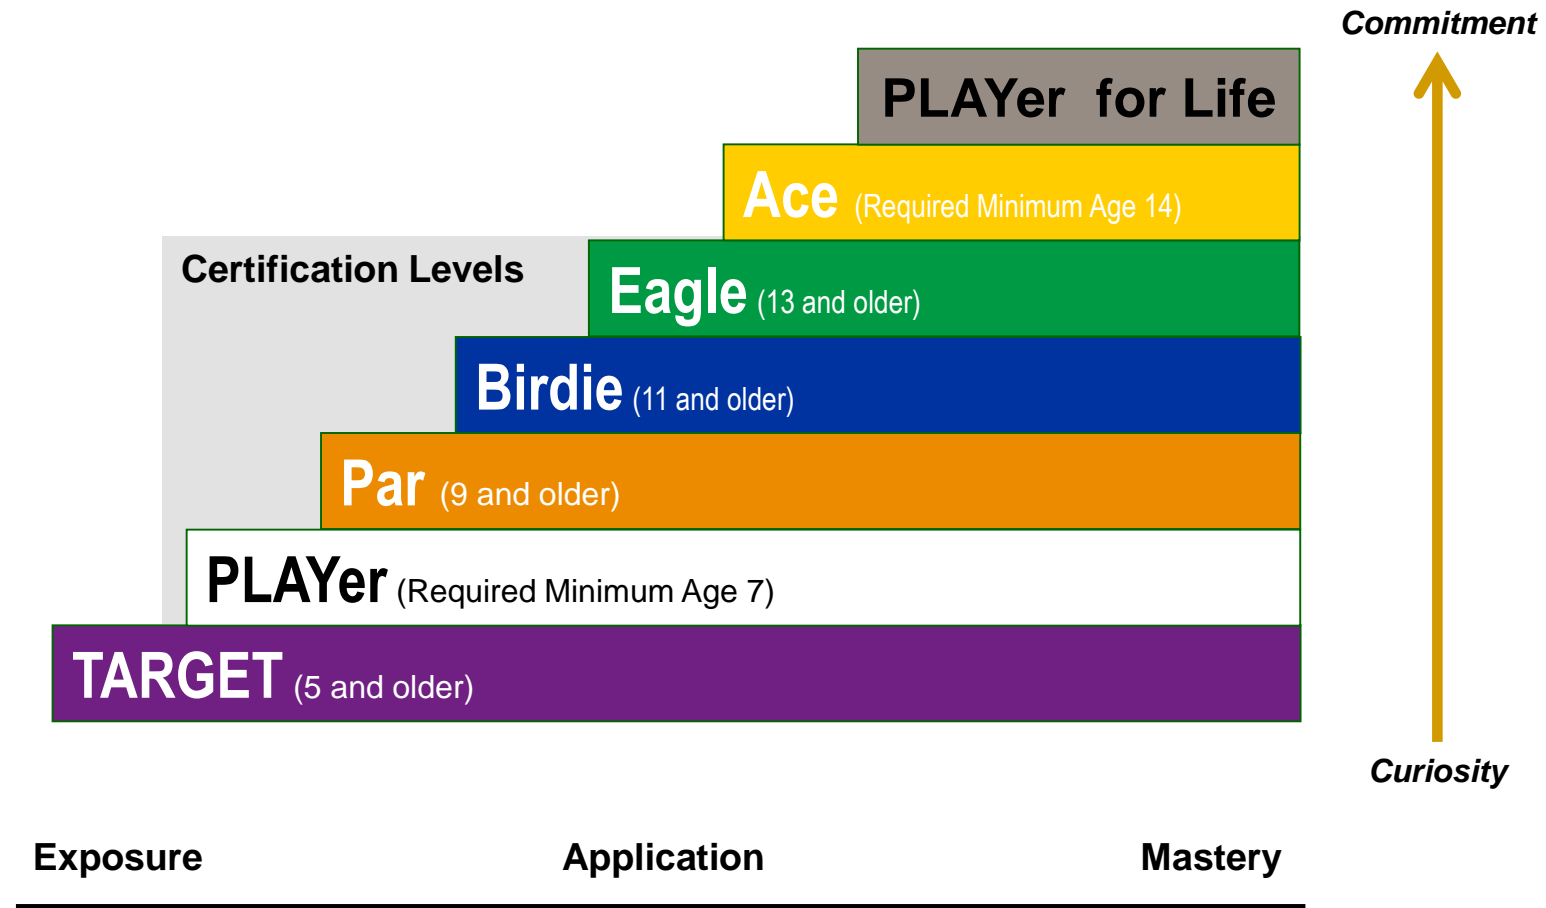 Commitment
PLAYer for Life
Ace (Required Minimum Age 14)
Certification Levels
Eagle (13 and older)
Birdie (11 and older)
Par (9 and older)
PLAYer (Required Minimum Age 7)
TARGET (5 and older)
Curiosity
Exposure Application Mastery